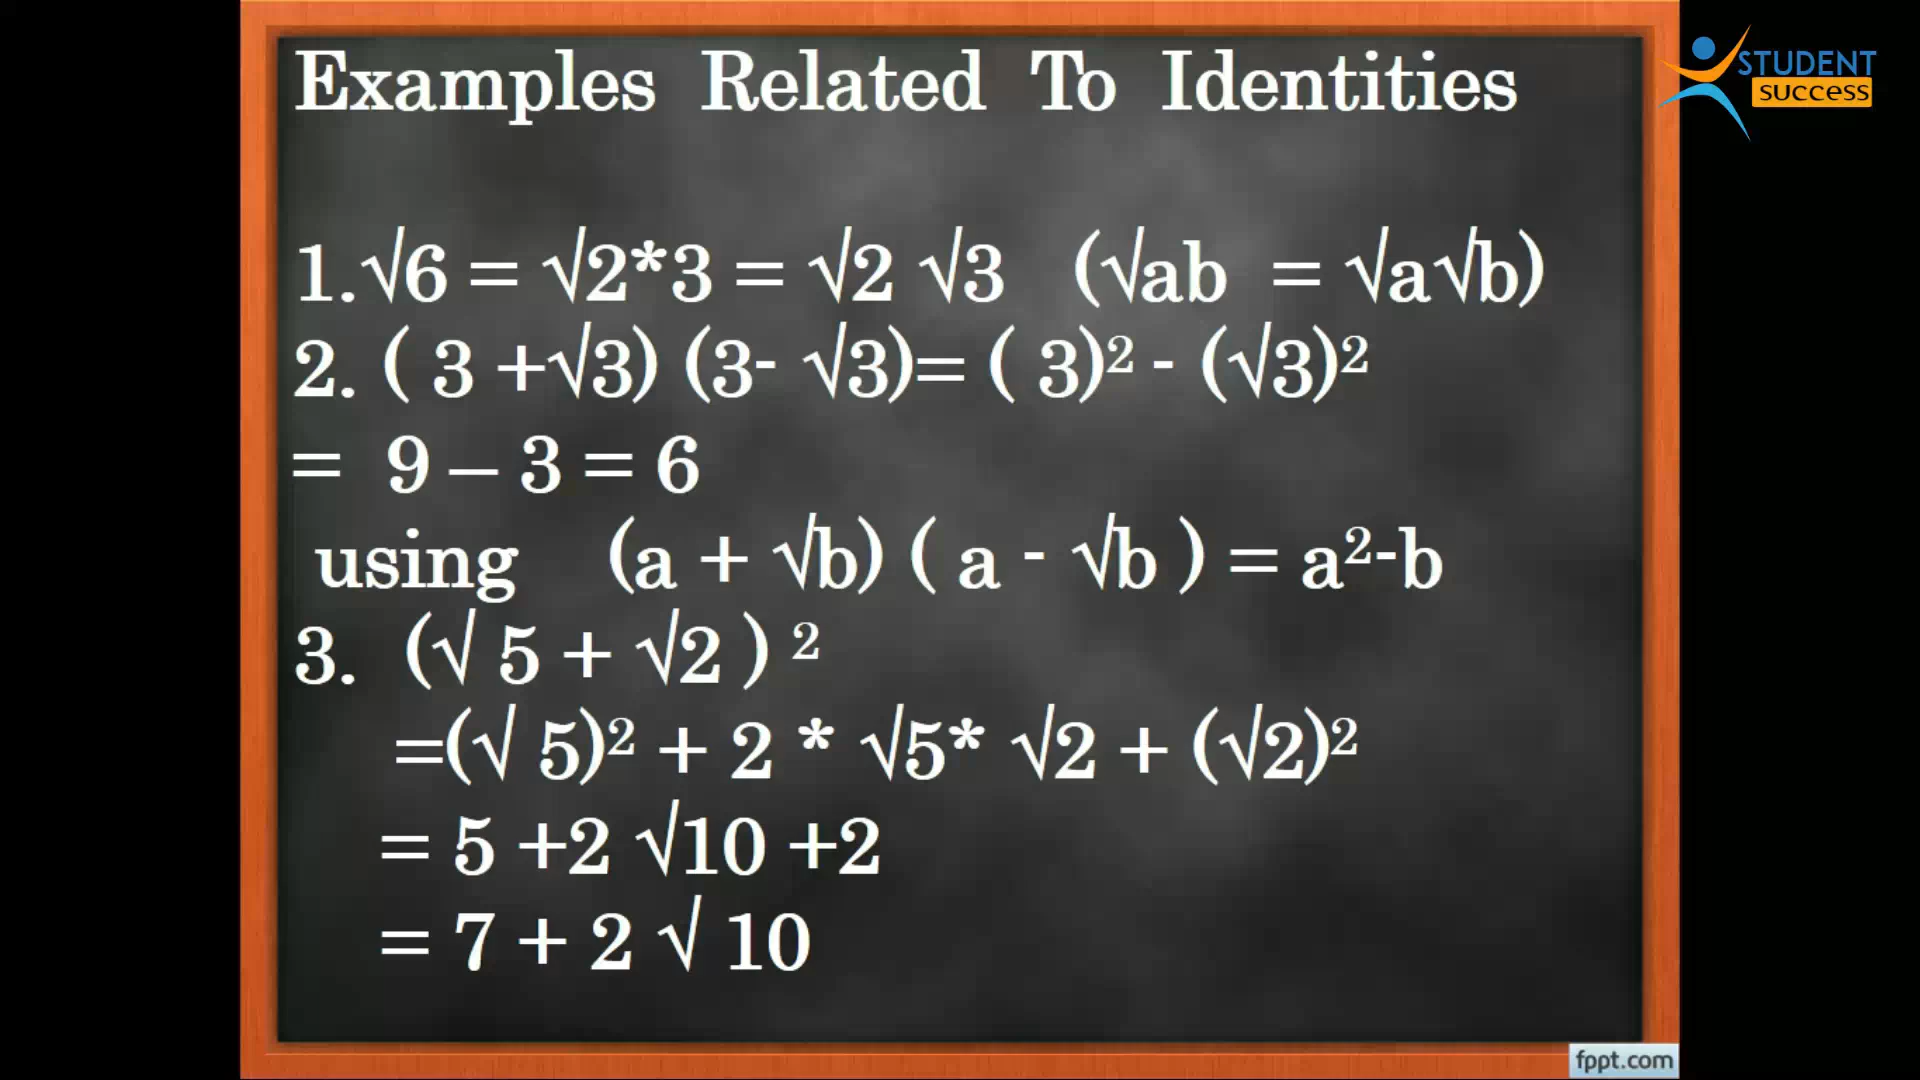 Examples Related To Identities
STUDENT
success
1.√6 = √2*3 = √2 √3 (√ab = √a√b)
2. ( 3 +√3) (3- √3)= ( 3)² - (√3)²
= 9 – 3 = 6
using (a + √b) ( a - √b ) = a²-b
3. (√ 5 + √2 ) ²
=(√ 5)² + 2 * √5* √2 + (√2)²
= 5 +2 √10 +2
= 7 + 2 √ 10
fppt.com